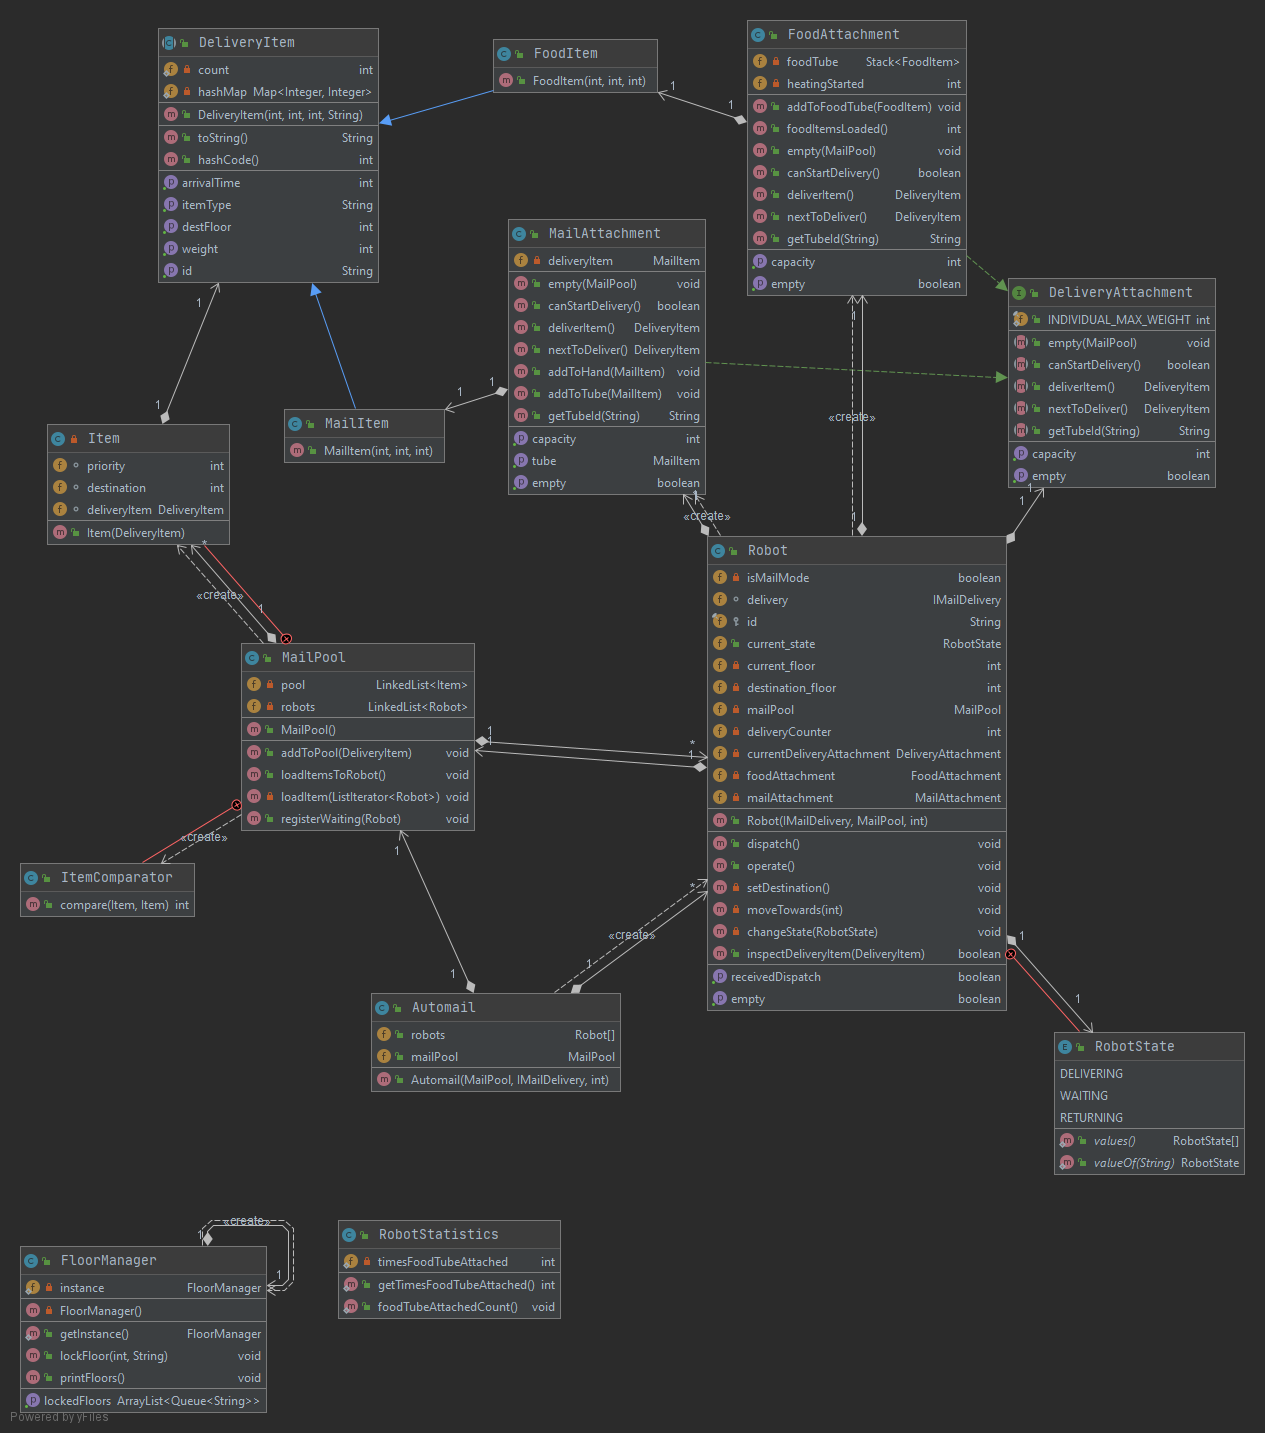 DeliveryItem
count int
hashMap Map<Integer, Integer>
DeliveryItem(int, int, int, String)
toString() String
hashCode() int
arrivalTime int
itemType String
destFloor int
weight int
id String
FoodItem
FoodItem(int, int, int)
FoodAttachment
foodTube Stack<FoodItem>
heatingStarted int
addToFoodTube(FoodItem) void
foodItemsLoaded() int
empty(MailPool) void
canStartDelivery() boolean
deliverItem() DeliveryItem
nextToDeliver() DeliveryItem
getTubeId(String) String
capacity int
empty boolean
1
1
MailAttachment
deliveryItem MailItem
empty(MailPool) void
canStartDelivery() boolean
deliverItem() DeliveryItem
nextToDeliver() DeliveryItem
addToHand(MailItem) void
addToTube(MailItem) void
getTubeId(String) String
capacity int
tube MailItem
empty boolean
DeliveryAttachment
INDIVIDUAL_MAX_WEIGHT int
empty(MailPool) void
canStartDelivery() boolean
deliverItem() DeliveryItem
nextToDeliver() DeliveryItem
getTubeId(String) String
capacity int
empty boolean
1
1
1
1
MailItem
MailItem(int, int, int)
Item
priority int
destination int
deliveryItem DeliveryItem
Item(DeliveryItem)
1
«create»
1
1
1
1
«create»
1
*
«create»
1
Robot
isMailMode boolean
delivery IMailDelivery
id String
current_state RobotState
current_floor int
destination_floor int
mailPool MailPool
deliveryCounter int
currentDeliveryAttachment DeliveryAttachment
foodAttachment FoodAttachment
mailAttachment MailAttachment
Robot(IMailDelivery, MailPool, int)
dispatch() void
operate() void
setDestination() void
moveTowards(int) void
changeState(RobotState) void
inspectDeliveryItem(DeliveryItem) boolean
receivedDispatch boolean
empty boolean
MailPool
pool LinkedList<Item>
robots LinkedList<Robot>
MailPool()
addToPool(DeliveryItem) void
loadItemsToRobot() void
loadItem(ListIterator<Robot>) void
registerWaiting(Robot) void
1
1
*
1
«create»
1
ItemComparator
compare(Item, Item) int
*
«create»
1
1
Automail
robots Robot[]
mailPool MailPool
Automail(MailPool, IMailDelivery, int)
1
1
RobotState
DELIVERING
WAITING
RETURNING
values() RobotState[]
valueOf(String) RobotState
«create»
1
1
FloorManager
instance FloorManager
FloorManager()
getInstance() FloorManager
lockFloor(int, String) void
printFloors() void
lockedFloors ArrayList<Queue<String>>
RobotStatistics
timesFoodTubeAttached int
getTimesFoodTubeAttached() int
foodTubeAttachedCount() void
Powered by yFiles